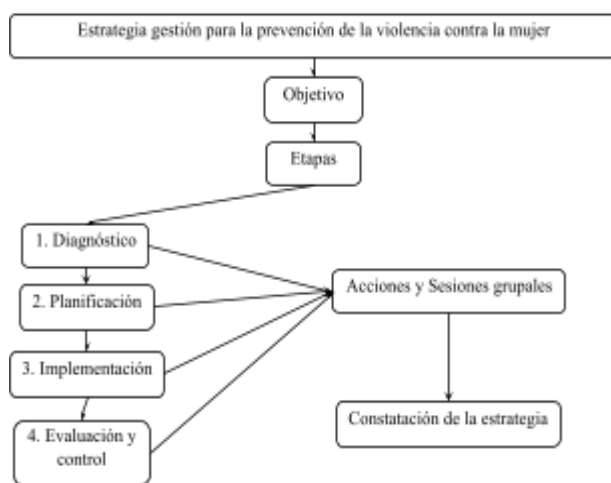 Estrategia gestión para la prevención de la violencia contra la mujer
Objetivo
Etapas
1. Diagnóstico
2. Planificación
3. Implementación
4. Evaluación y
control
Acciones y Sesiones grupales
Constatación de la estrategia